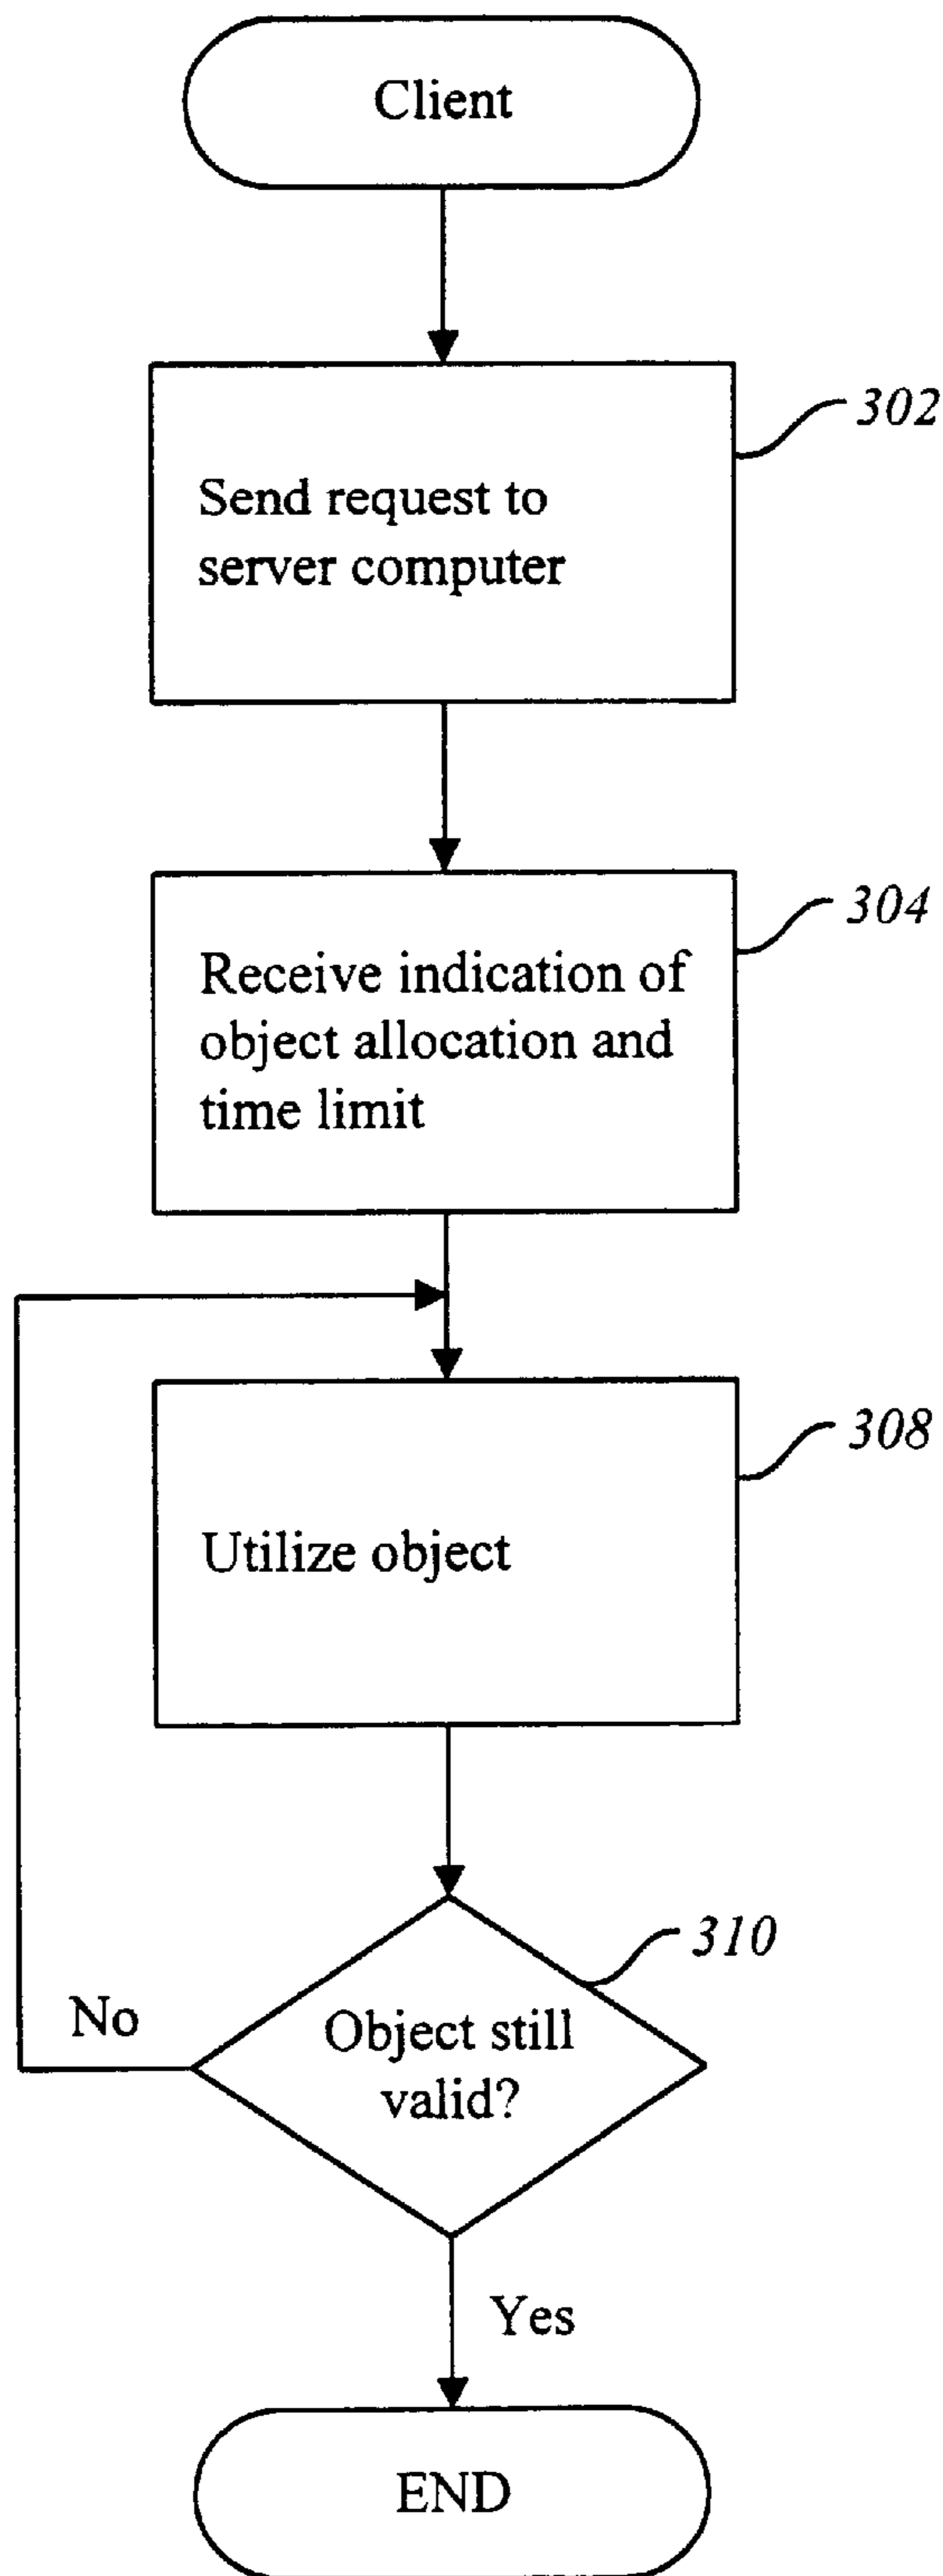 Client
302
Send request to
server computer
304
Receive indication of
object allocation and
time limit
308
Utilize object
310
Object still
valid?
No
Yes
END